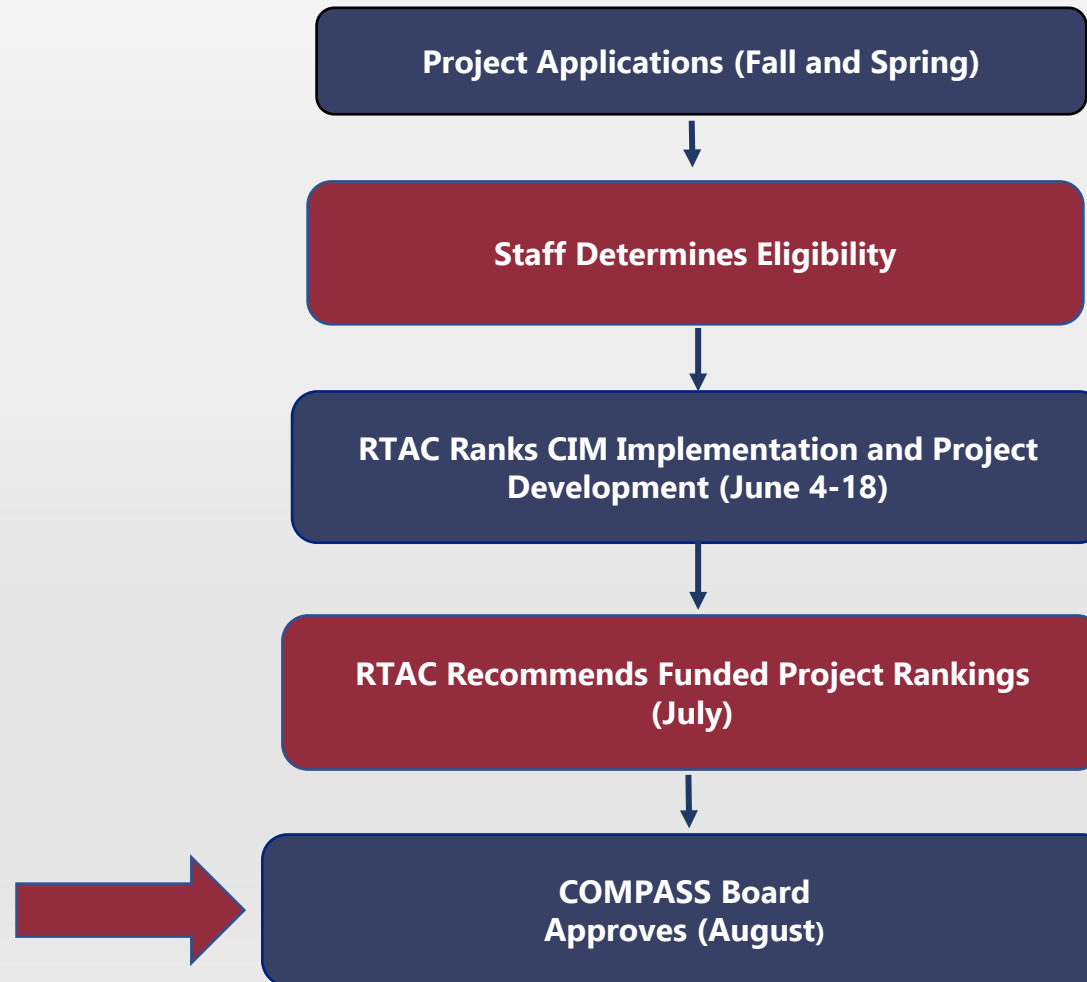 Project Applications (Fall and Spring)
Staff Determines Eligibility
RTAC Ranks CIM Implementation and Project
Development (June 4-18)
RTAC Recommends Funded Project Rankings
(July)
COMPASS Board
Approves (August)